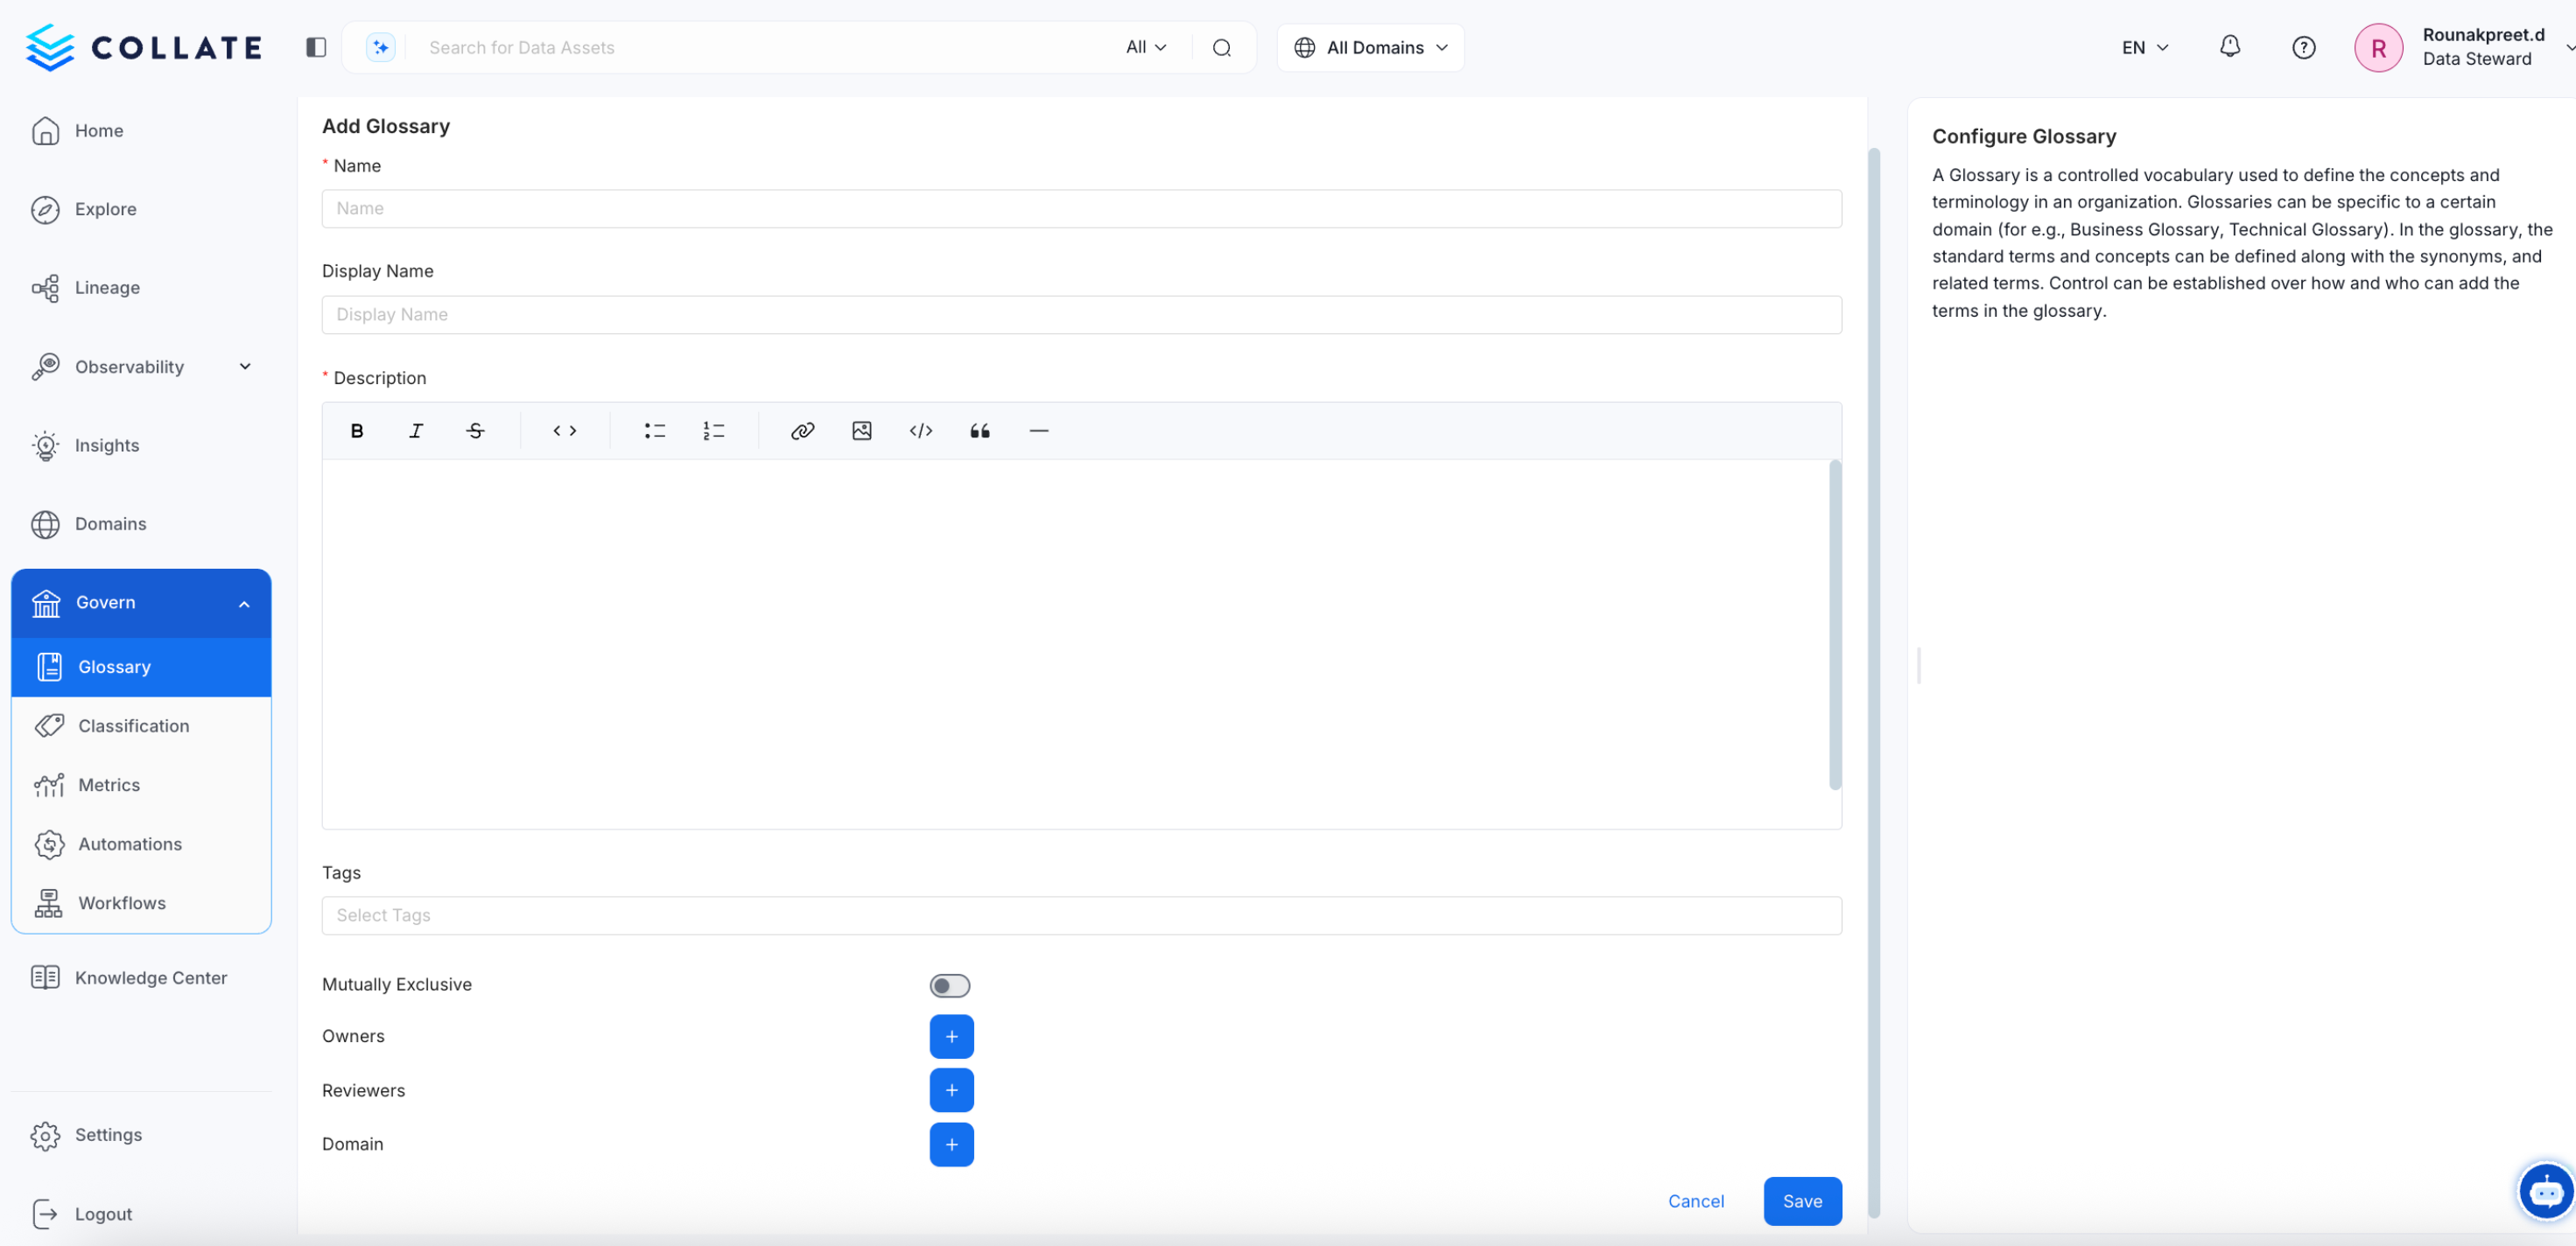 COLLATE
Search for Data Assets
All
All Domains
EN
R
Rounakpreet.d
Data Steward
Home
Explore
Lineage
Observability
Insights
Domains
Govern
Glossary
Classification
Metrics
Automations
Workflows
Knowledge Center
Settings
Logout
Add Glossary
* Name
Name
Display Name
Display Name
* Description
B I S
Tags
Select Tags
Mutually Exclusive
Owners
+
Reviewers
+
Domain
+
Cancel
Save
Configure Glossary
A Glossary is a controlled vocabulary used to define the concepts and
terminology in an organization. Glossaries can be specific to a certain
domain (for e.g., Business Glossary, Technical Glossary). In the glossary, the
standard terms and concepts can be defined along with the synonyms, and
related terms. Control can be established over how and who can add the
terms in the glossary.